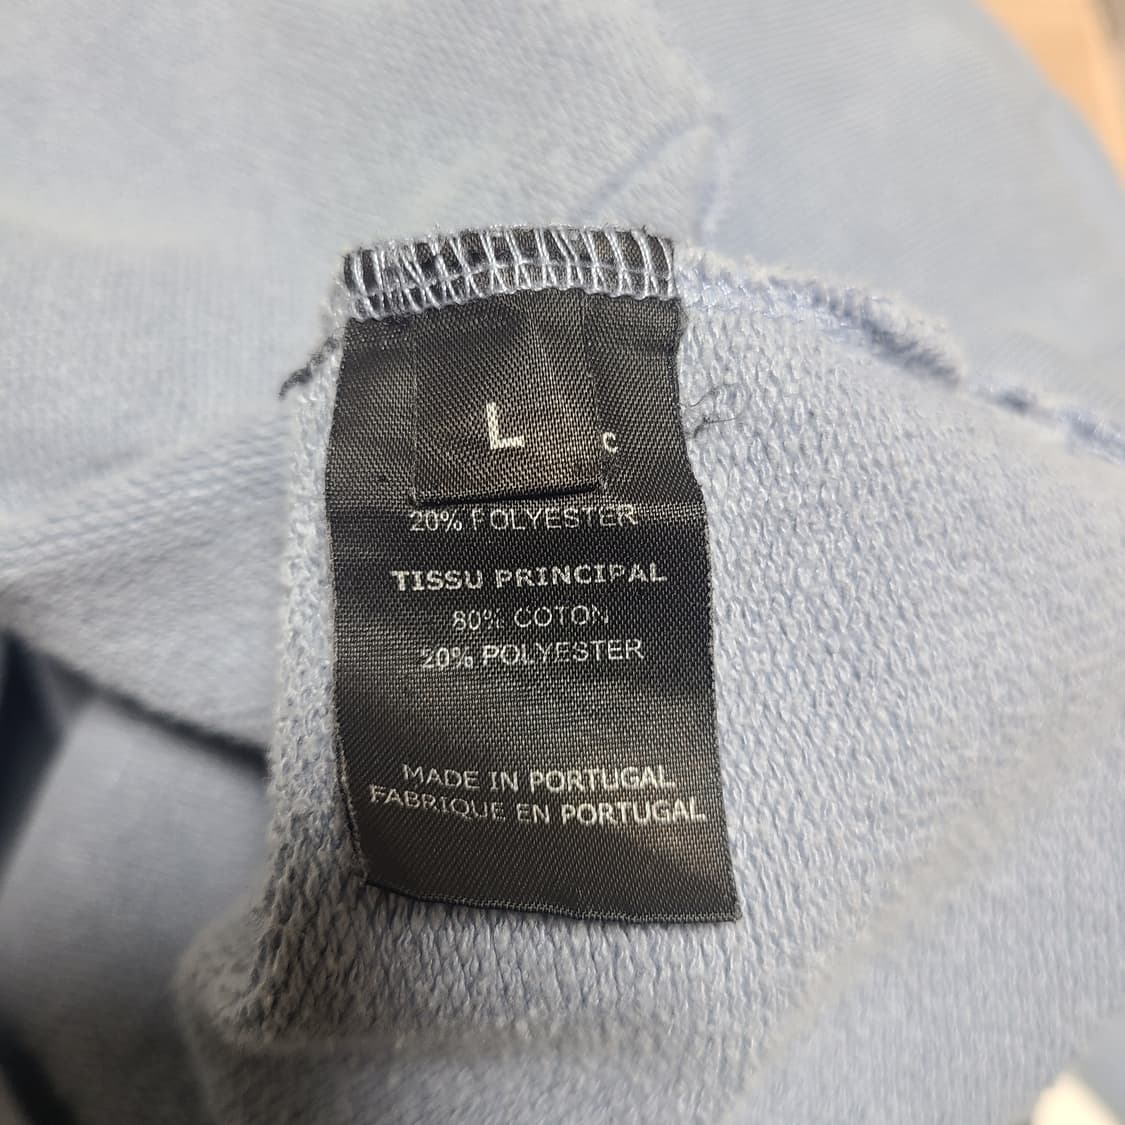 L
C
20% POLYESTER
TISSU PRINCIPAL
80% COTON
20% POLYESTER
MADE IN PORTUGAL
FABRIQUE EN PORTUGAL